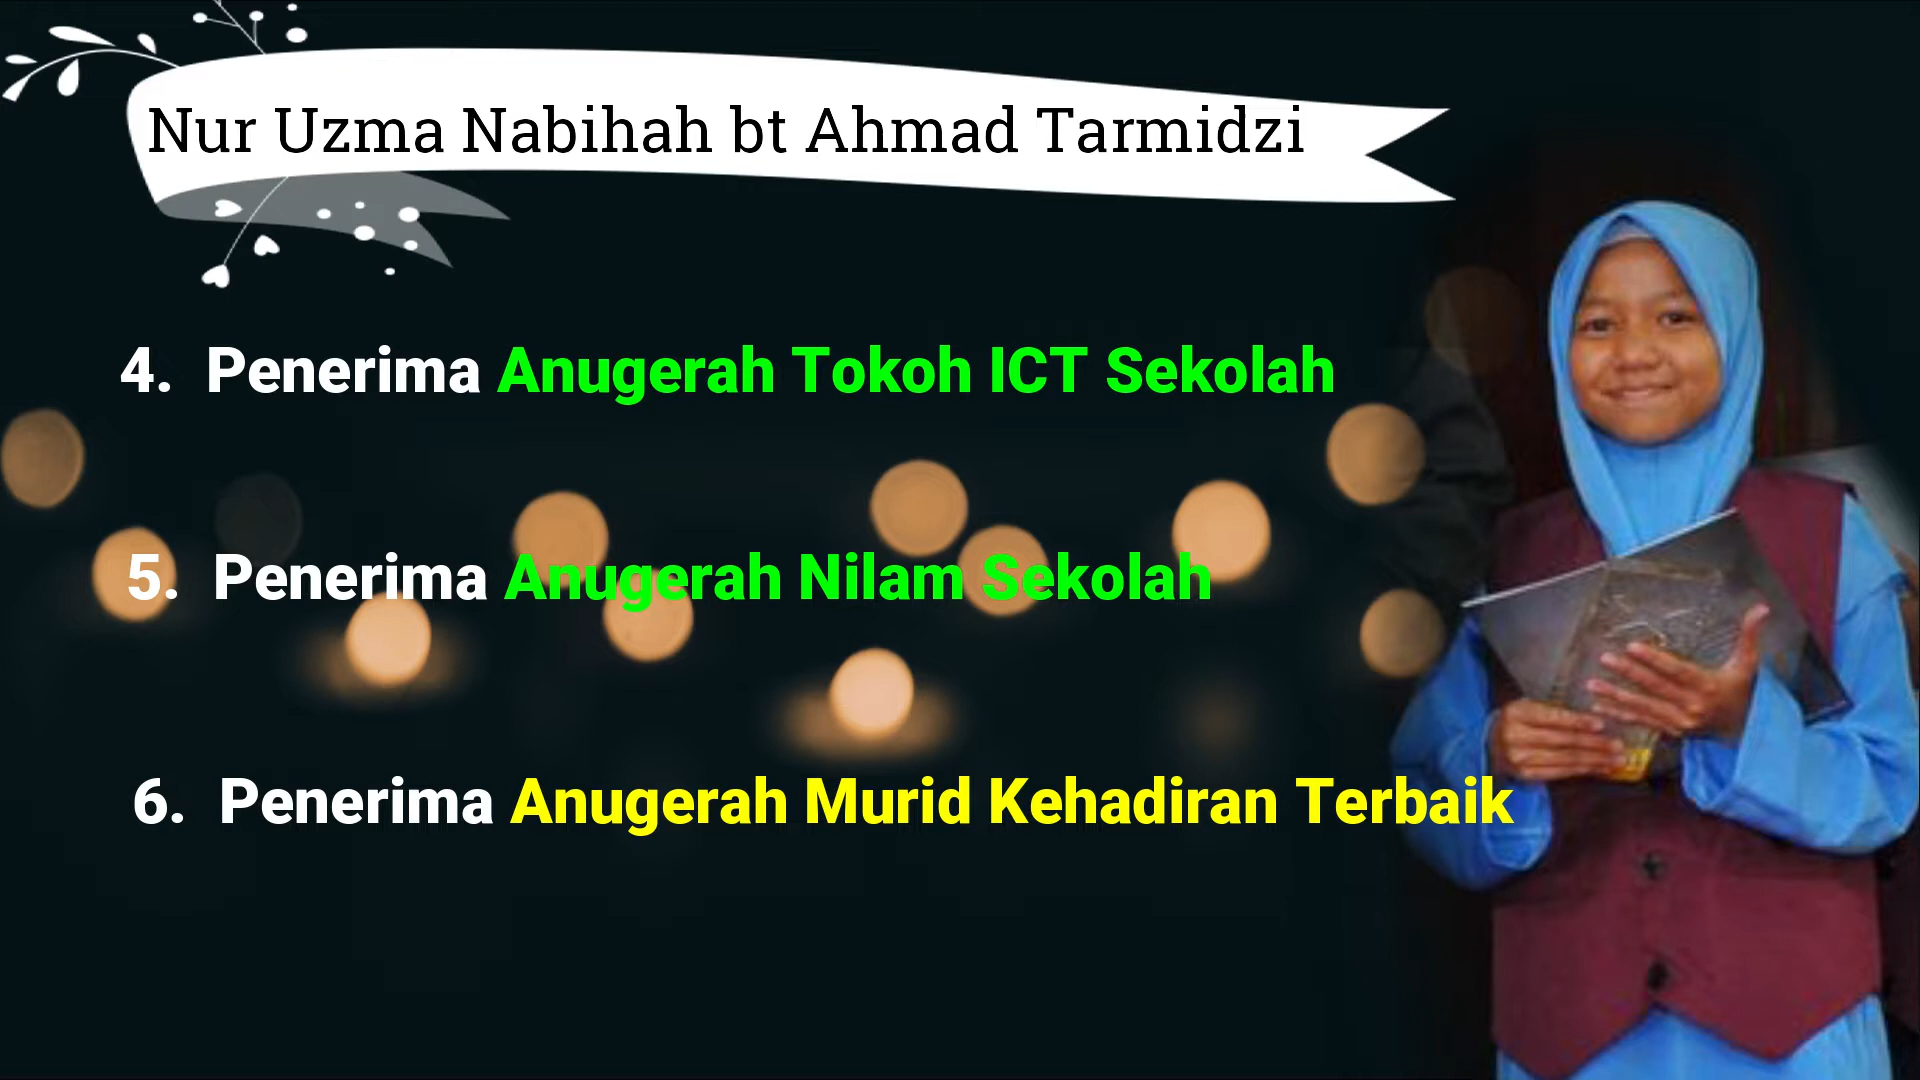 Nur Uzma Nabihah bt Ahmad Tarmidzi
4. Penerima Anugerah Tokoh ICT Sekolah
5. Penerima Anugerah Nilam Sekolah
6. Penerima Anugerah Murid Kehadiran Terbaik